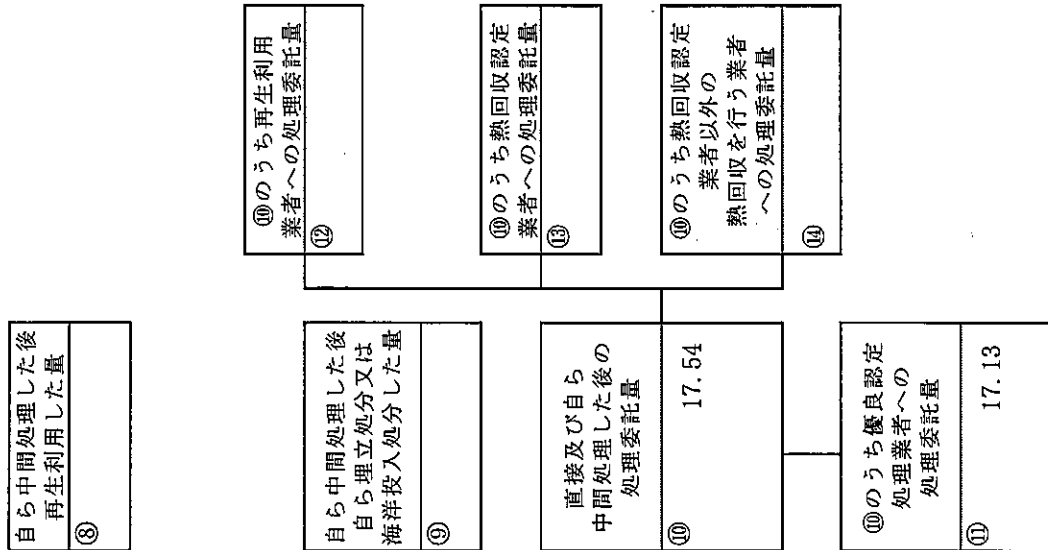 自ら中間処理した後
再生利用した量
⑧
自ら中間処理した後
自ら埋立処分又は
海洋投入処分した量
⑨
直接及び自ら
中間処理した後の
処理委託量
⑩
17.54
⑩のうち優良認定
処理業者への
処理委託量
⑪
17.13
⑩のうち再生利用
業者への処理委託量
⑫
⑩のうち熱回収認定
業者への処理委託量
⑬
⑩のうち熱回収認定
業者以外の
熱回収を行う業者
への処理委託量
⑭